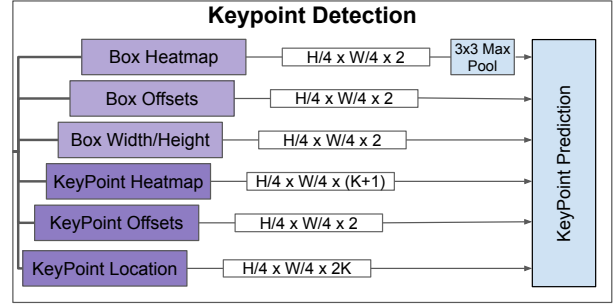 Keypoint Detection
Box Heatmap
H/4 x W/4 x 2
3x3 Max
Pool
Box Offsets
H/4 x W/4 x 2
Box Width/Height
H/4 x W/4 x 2
KeyPoint Heatmap
H/4 x W/4 x (K+1)
KeyPoint Offsets
H/4 x W/4 x 2
KeyPoint Location
H/4 x W/4 x 2K
KeyPoint Prediction